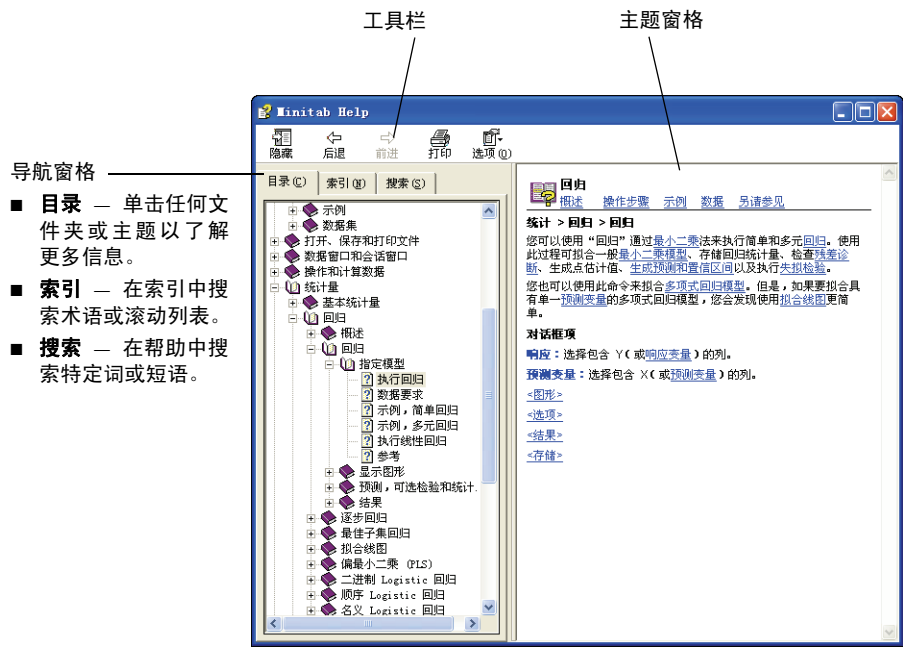 工具栏
主题窗格
导航窗格
■ 目录 — 单击任何文
件夹或主题以了解
更多信息。
■ 索引 — 在索引中搜
索术语或滚动列表。
■ 搜索 — 在帮助中搜
索特定词或短语。
Minitab Help
隐藏 后退 前进 打印 选项(O)
目录(C) 索引(N) 搜索(S)
示例
数据集
打开、保存和打印文件
数据窗口和会话窗口
操作和计算数据
统计量
基本统计量
回归
概述
回归
指定模型
执行回归
数据要求
示例，简单回归
示例，多元回归
执行线性回归
参考
显示图形
预测，可选检验和统计.
结果
逐步回归
最佳子集回归
拟合线图
偏最小二乘 (PLS)
二进制 Logistic 回归
顺序 Logistic 回归
名义 Logistic 回归
回归
概述 操作步骤 示例 数据 另请参见
统计 > 回归 > 回归
您可以使用“回归”通过最小二乘法来执行简单和多元回归。使用
此过程可拟合一般最小二乘模型、存储回归统计量、检查残差诊
断、生成点估计值、生成预测和置信区间以及执行失拟检验。
您也可以使用此命令来拟合多项式回归模型。但是，如果要拟合具
有单一预测变量的多项式回归模型，您会发现使用拟合线图更简
单。
对话框项
响应：选择包含 Y（或响应变量）的列。
预测变量：选择包含 X（或预测变量）的列。
<图形>
<选项>
<结果>
<存储>